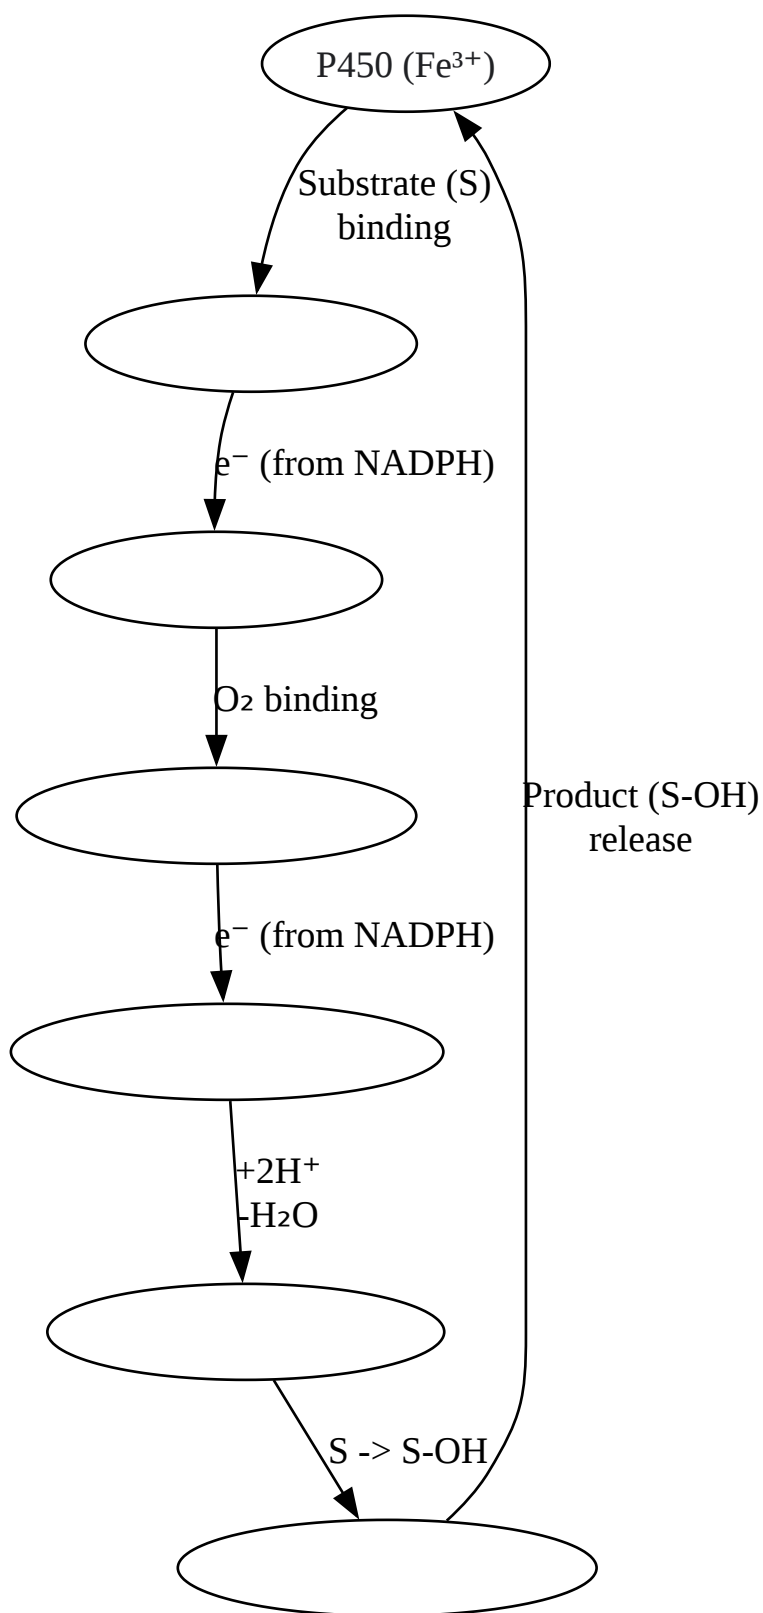 P450 (Fe³⁺)
Substrate (S)
binding
e⁻ (from NADPH)
O₂ binding
Product (S-OH)
release
e⁻ (from NADPH)
+2H⁺
-H₂O
S -> S-OH